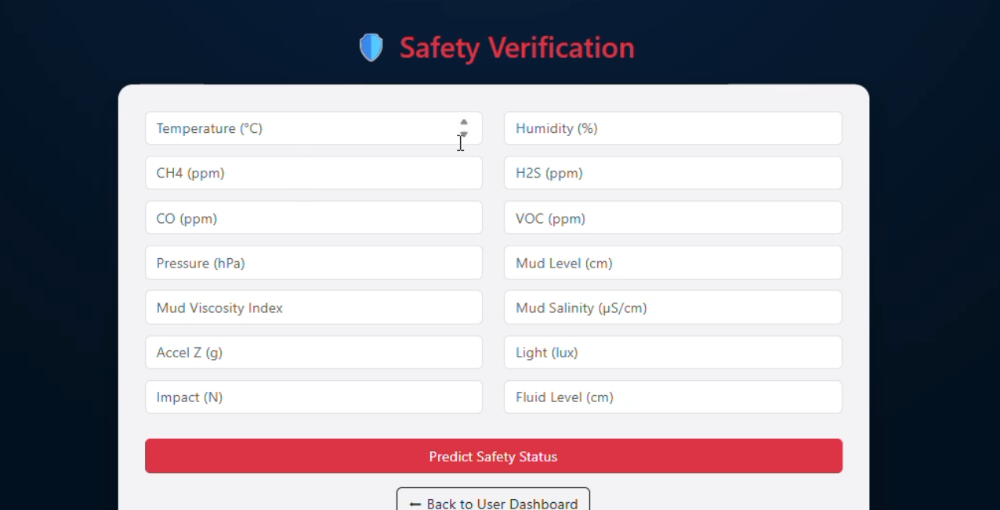 Safety Verification
Temperature (°C)
Humidity (%)
CH4 (ppm)
H2S (ppm)
CO (ppm)
VOC (ppm)
Pressure (hPa)
Mud Level (cm)
Mud Viscosity Index
Mud Salinity (µS/cm)
Accel Z (g)
Light (lux)
Impact (N)
Fluid Level (cm)
Predict Safety Status
← Back to User Dashboard